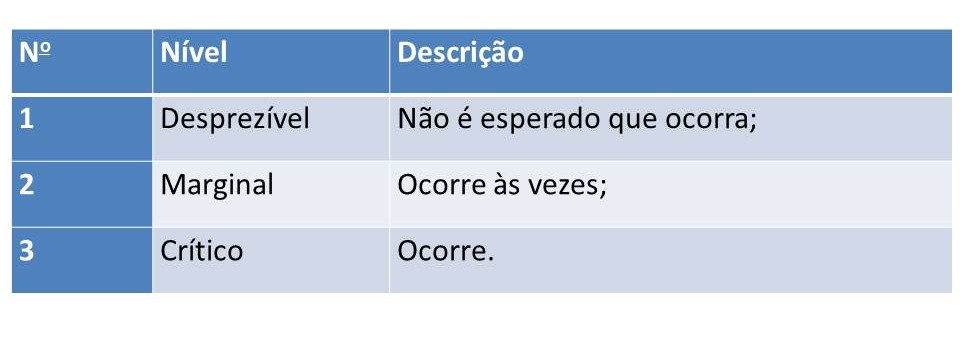 Nº Nível Descrição
1 Desprezível Não é esperado que ocorra;
2 Marginal Ocorre às vezes;
3 Crítico Ocorre.